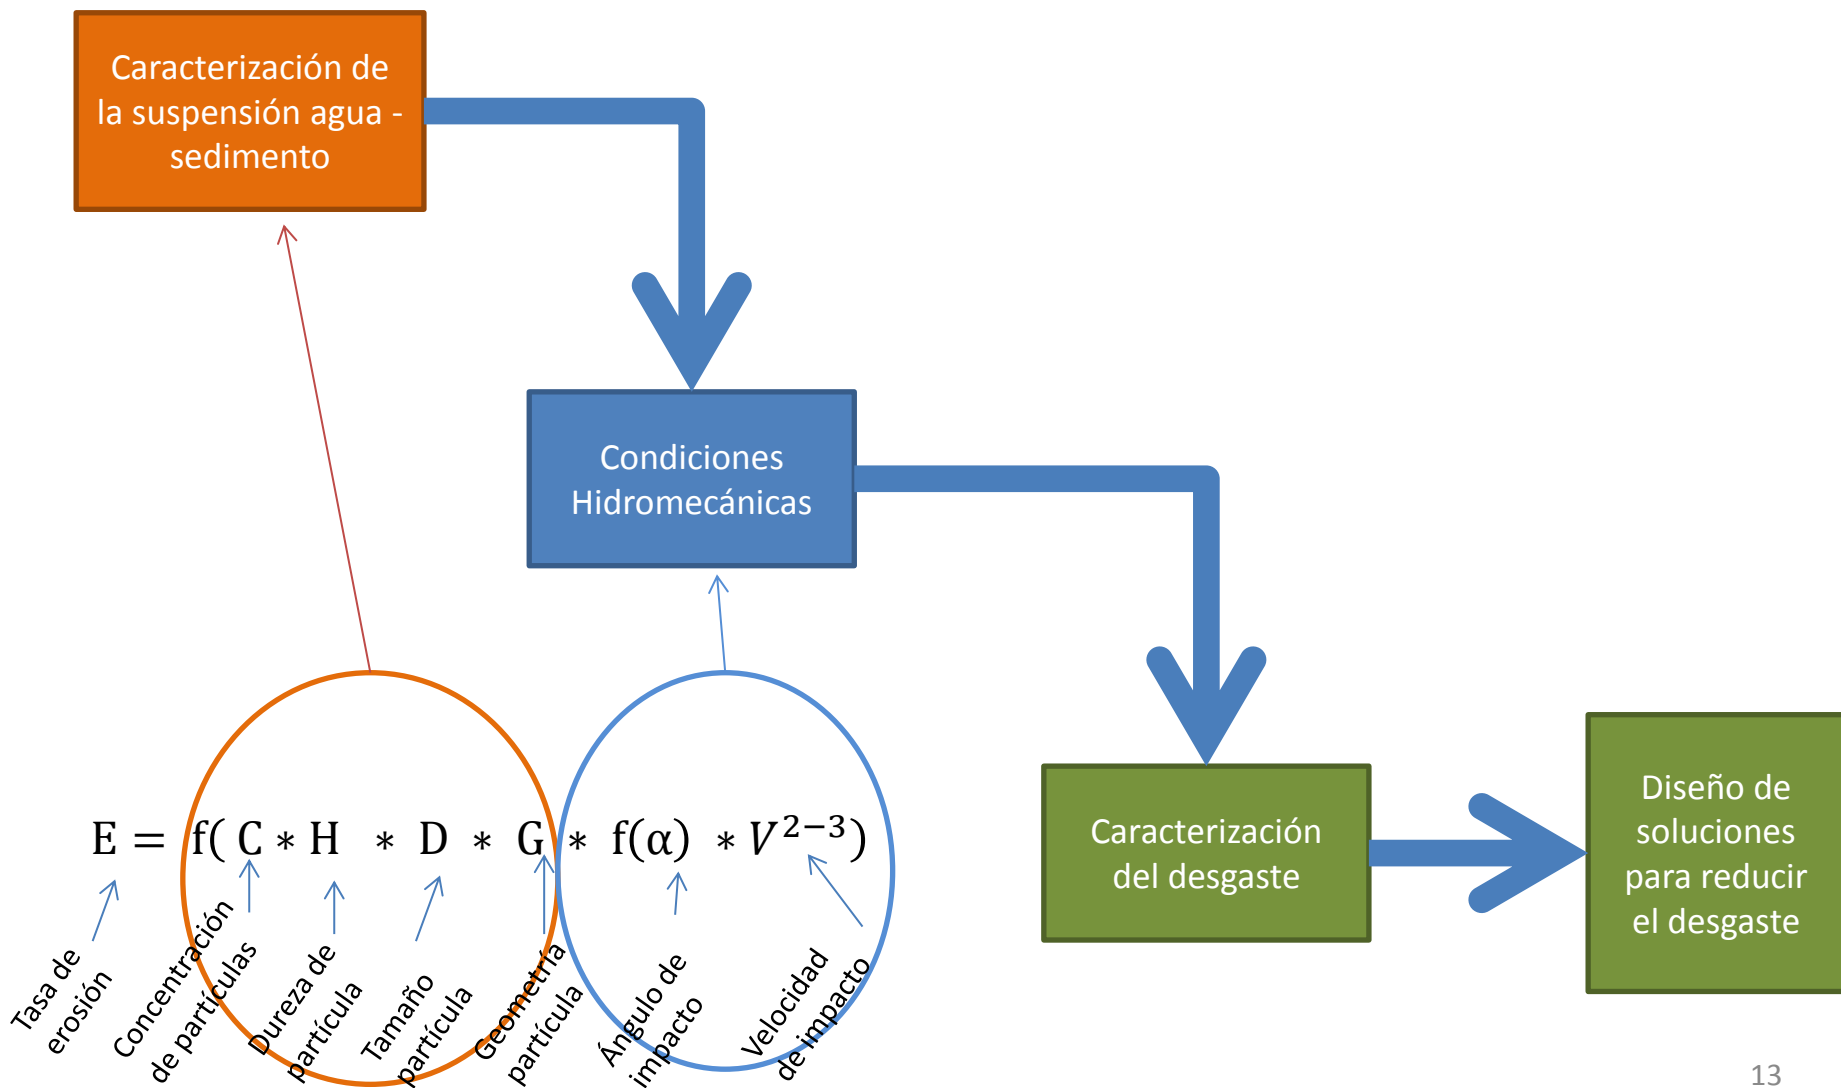 Caracterización de
la suspensión agua -
sedimento
Condiciones
Hidromecánicas
Caracterización
del desgaste
Diseño de
soluciones
para reducir
el desgaste
E = f( C ∗ H ∗ D ∗ G ∗ f(α) ∗ V²⁻³)
Tasa de
erosión
Concentración
de partículas
Dureza de
partícula
Tamaño
partícula
Geometría
partícula
Ángulo de
impacto
Velocidad
de impacto
13